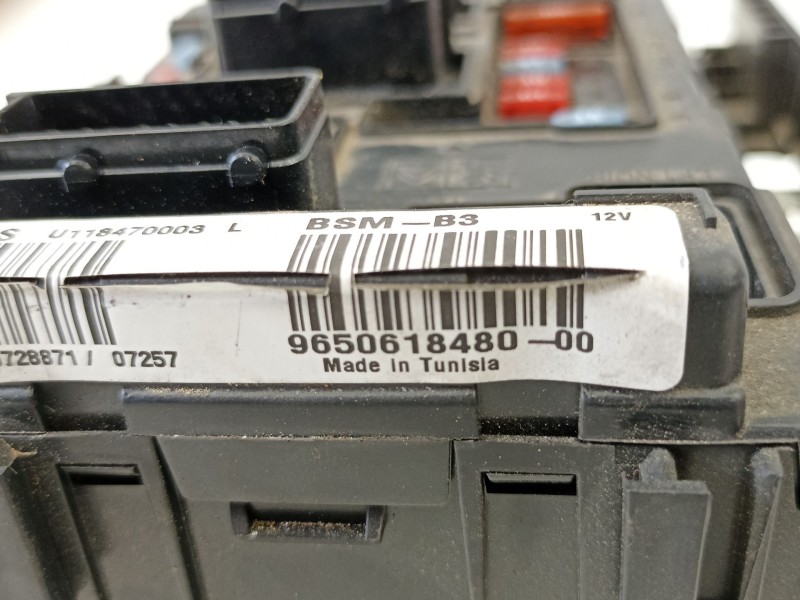 S U118470003 L BSM-B3 12V
9650618480-00
728871/ 07257
Made in Tunisia